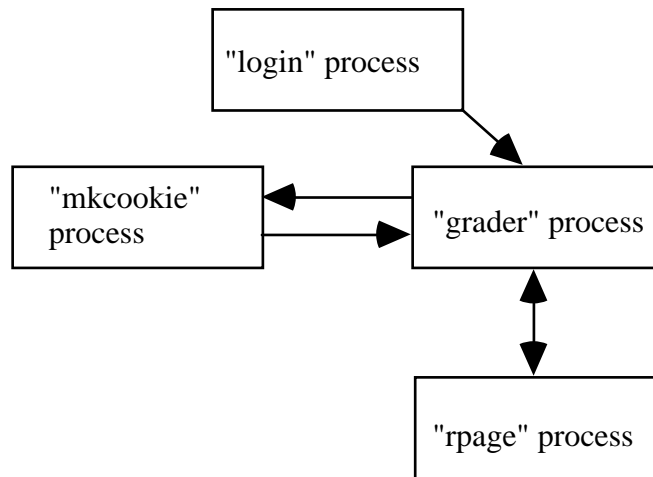 "login" process
"mkcookie"
process
"grader" process
"rpage" process